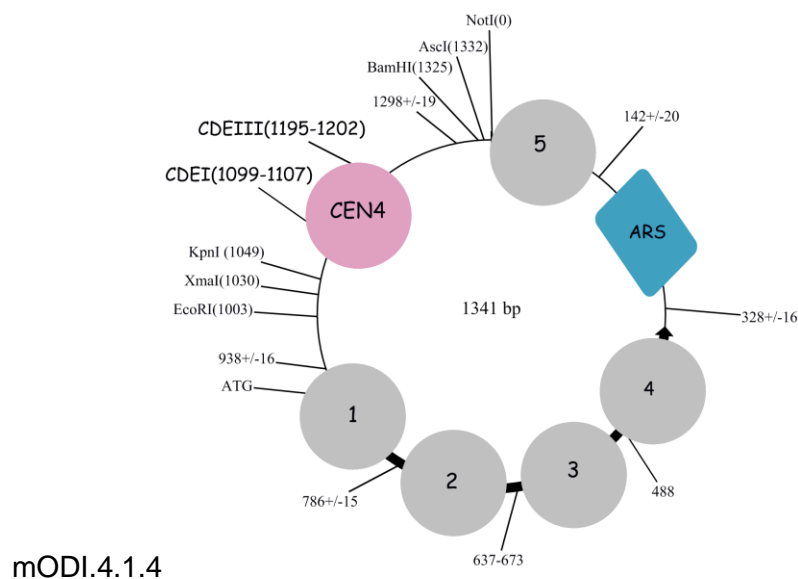 NotI(0)
AscI(1332)
BamHI(1325)
1298+/-19
142+/-20
CDEIII(1195-1202)
5
CDEI(1099-1107)
CEN4
ARS
KpnI (1049)
XmaI(1030)
EcoRI(1003)
1341 bp
328+/-16
938+/-16
ATG
4
1
3
2
786+/-15
488
637-673
mODI.4.1.4